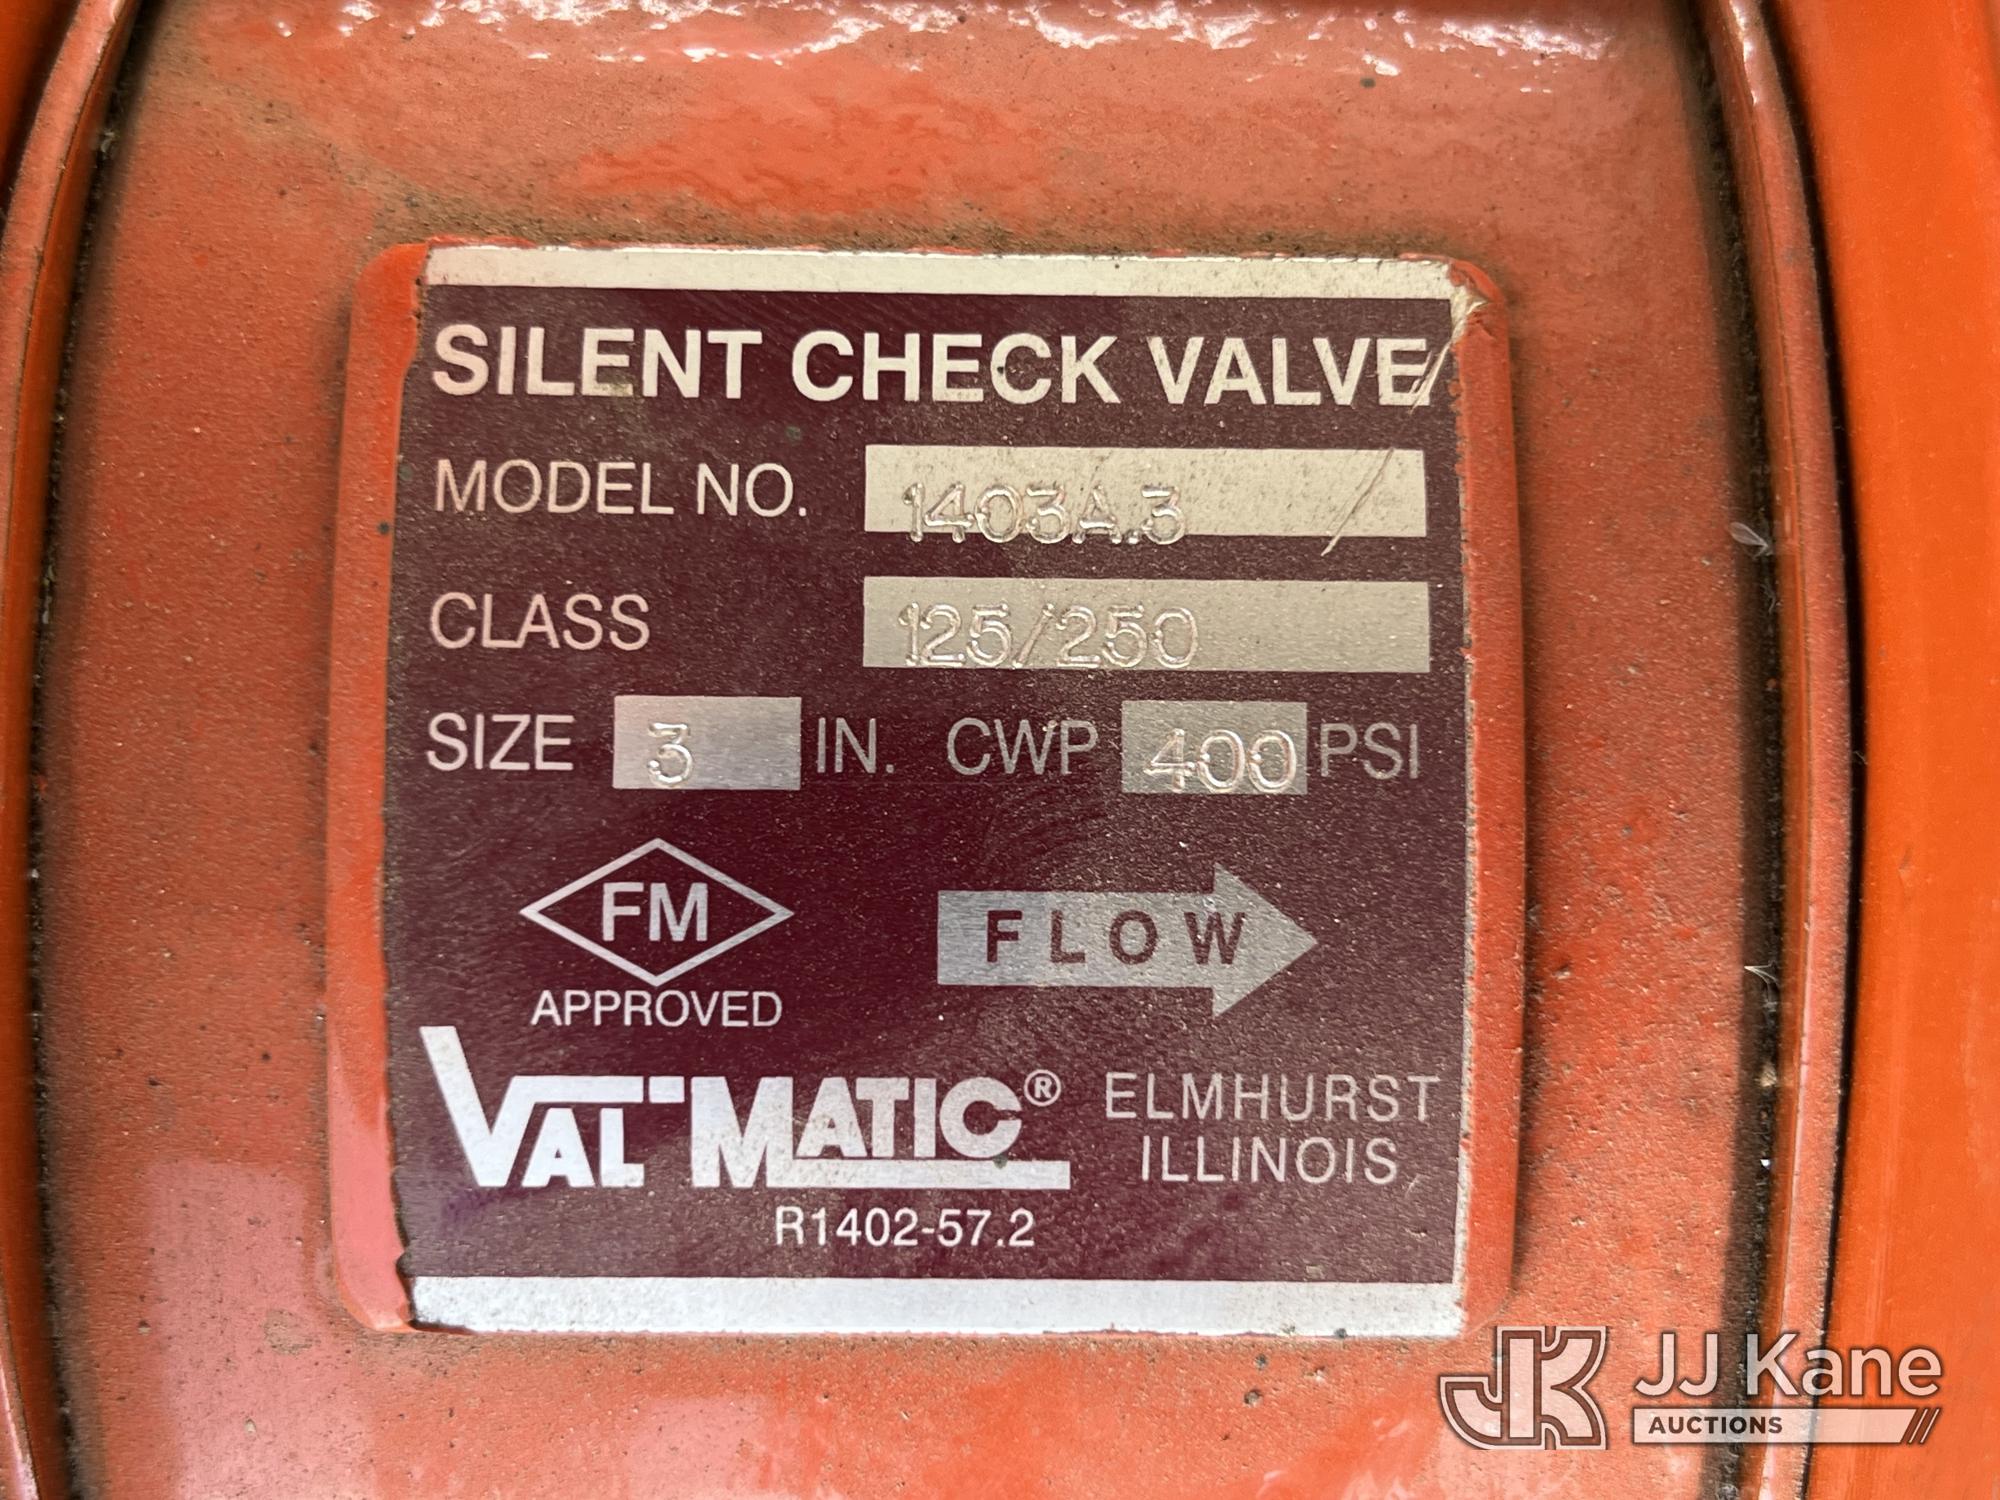 SILENT CHECK VALVE
MODEL NO. 1403A.3
CLASS 125/250
SIZE 3 IN. CWP 400 PSI
FM
APPROVED
FLOW
VAL-MATIC®
ELMHURST
ILLINOIS
R1402-57.2
JK
JJ Kane
AUCTIONS